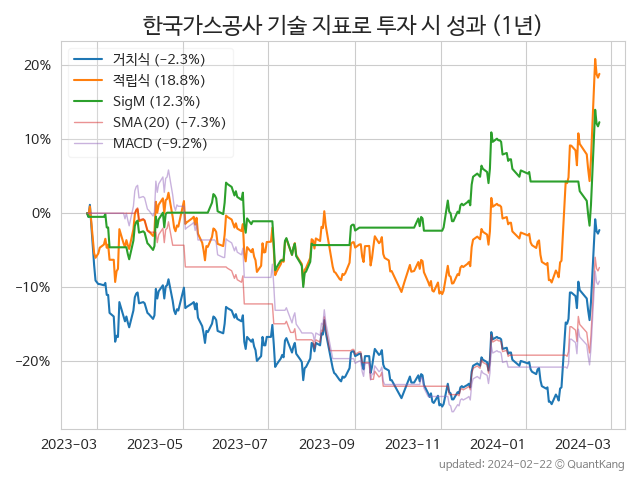 한국가스공사 기술 지표로 투자 시 성과 (1년)
거치식 (−2.3%)
적립식 (18.8%)
SigM (12.3%)
SMA(20) (−7.3%)
MACD (−9.2%)
20%
10%
0%
−10%
−20%
2023−03 2023−05 2023−07 2023−09 2023−11 2024−01 2024−03
updated: 2024−02−22 © QuantKang